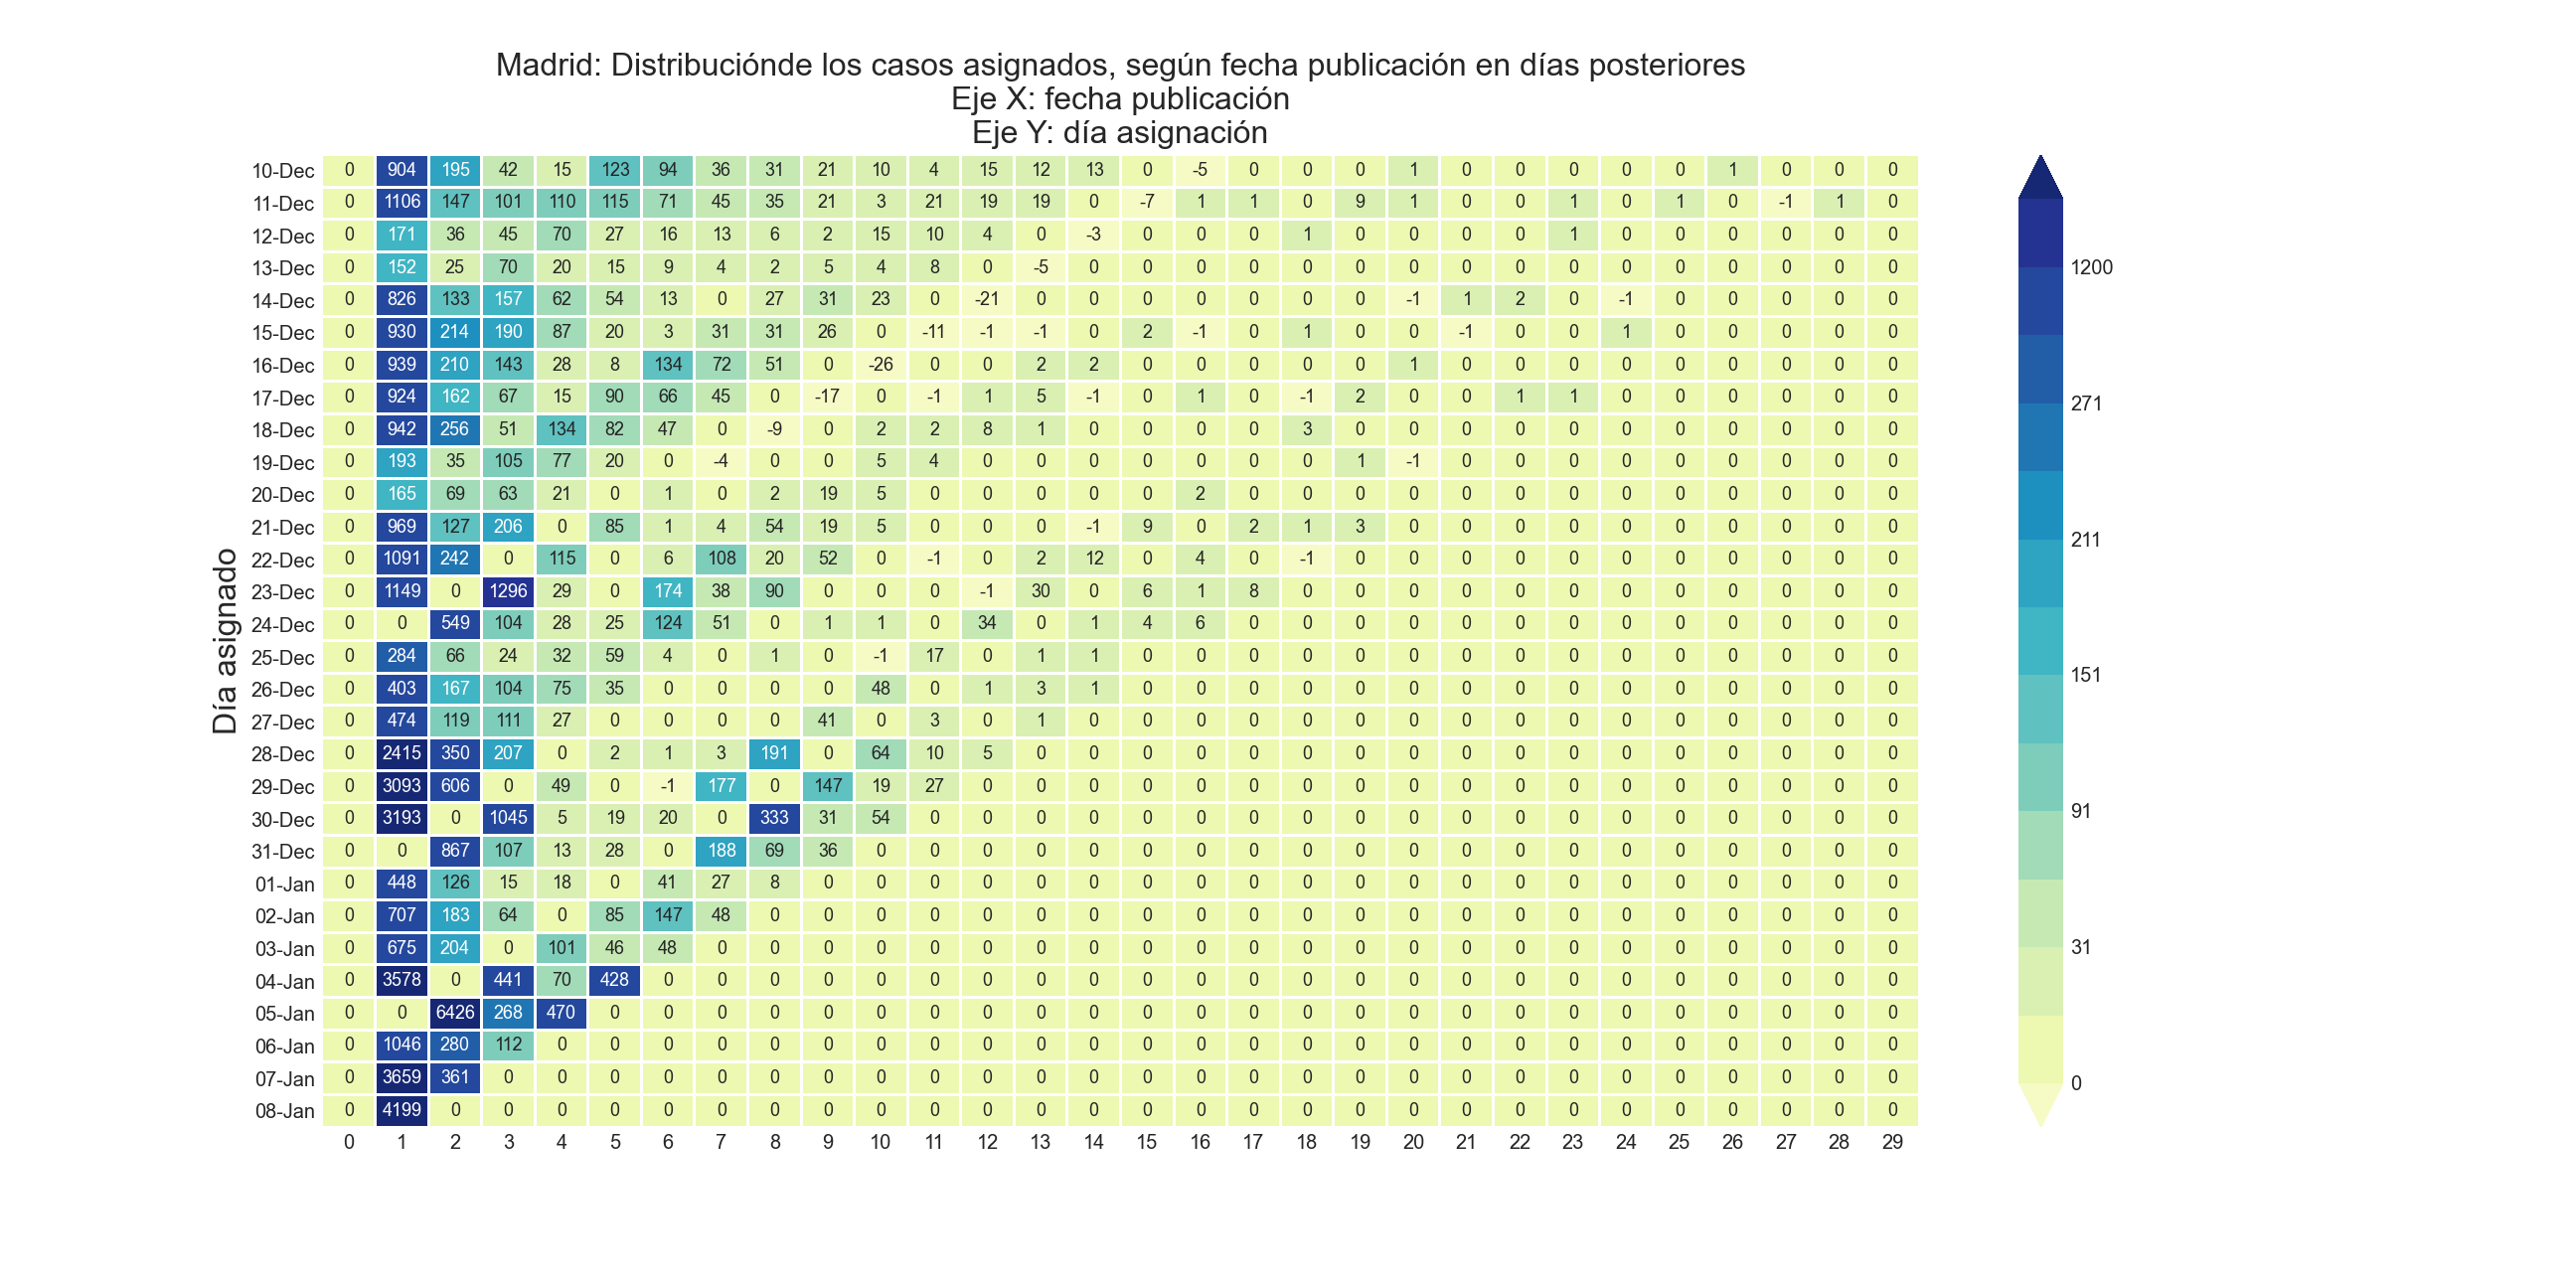 Madrid: Distribuciónde los casos asignados, según fecha publicación en días posteriores
Eje X: fecha publicación
Eje Y: día asignación
Día asignado
10-Dec 0 904 195 42 15 123 94 36 31 21 10 4 15 12 13 0 -5 0 0 0 1 0 0 0 0 0 1 0 0 0
11-Dec 0 1106 147 101 110 115 71 45 35 21 3 21 19 19 0 -7 1 1 0 9 1 0 0 1 0 1 0 -1 1 0
12-Dec 0 171 36 45 70 27 16 13 6 2 15 10 4 0 -3 0 0 0 1 0 0 0 0 1 0 0 0 0 0 0
13-Dec 0 152 25 70 20 15 9 4 2 5 4 8 0 -5 0 0 0 0 0 0 0 0 0 0 0 0 0 0 0 0
14-Dec 0 826 133 157 62 54 13 0 27 31 23 0 -21 0 0 0 0 0 0 0 -1 1 2 0 -1 0 0 0 0 0
15-Dec 0 930 214 190 87 20 3 31 31 26 0 -11 -1 -1 0 2 -1 0 1 0 0 -1 0 0 1 0 0 0 0 0
16-Dec 0 939 210 143 28 8 134 72 51 0 -26 0 0 2 2 0 0 0 0 0 1 0 0 0 0 0 0 0 0 0
17-Dec 0 924 162 67 15 90 66 45 0 -17 0 -1 1 5 -1 0 1 0 -1 2 0 0 1 1 0 0 0 0 0 0
18-Dec 0 942 256 51 134 82 47 0 -9 0 2 2 8 1 0 0 0 0 3 0 0 0 0 0 0 0 0 0 0 0
19-Dec 0 193 35 105 77 20 0 -4 0 0 5 4 0 0 0 0 0 0 0 1 -1 0 0 0 0 0 0 0 0 0
20-Dec 0 165 69 63 21 0 1 0 2 19 5 0 0 0 0 0 2 0 0 0 0 0 0 0 0 0 0 0 0 0
21-Dec 0 969 127 206 0 85 1 4 54 19 5 0 0 0 -1 9 0 2 1 3 0 0 0 0 0 0 0 0 0 0
22-Dec 0 1091 242 0 115 0 6 108 20 52 0 -1 0 2 12 0 4 0 -1 0 0 0 0 0 0 0 0 0 0 0
23-Dec 0 1149 0 1296 29 0 174 38 90 0 0 0 -1 30 0 6 1 8 0 0 0 0 0 0 0 0 0 0 0 0
24-Dec 0 0 549 104 28 25 124 51 0 1 1 0 34 0 1 4 6 0 0 0 0 0 0 0 0 0 0 0 0 0
25-Dec 0 284 66 24 32 59 4 0 1 0 -1 17 0 1 1 0 0 0 0 0 0 0 0 0 0 0 0 0 0 0
26-Dec 0 403 167 104 75 35 0 0 0 0 48 0 1 3 1 0 0 0 0 0 0 0 0 0 0 0 0 0 0 0
27-Dec 0 474 119 111 27 0 0 0 0 41 0 3 0 1 0 0 0 0 0 0 0 0 0 0 0 0 0 0 0 0
28-Dec 0 2415 350 207 0 2 1 3 191 0 64 10 5 0 0 0 0 0 0 0 0 0 0 0 0 0 0 0 0 0
29-Dec 0 3093 606 0 49 0 -1 177 0 147 19 27 0 0 0 0 0 0 0 0 0 0 0 0 0 0 0 0 0 0
30-Dec 0 3193 0 1045 5 19 20 0 333 31 54 0 0 0 0 0 0 0 0 0 0 0 0 0 0 0 0 0 0 0
31-Dec 0 0 867 107 13 28 0 188 69 36 0 0 0 0 0 0 0 0 0 0 0 0 0 0 0 0 0 0 0 0
01-Jan 0 448 126 15 18 0 41 27 8 0 0 0 0 0 0 0 0 0 0 0 0 0 0 0 0 0 0 0 0 0
02-Jan 0 707 183 64 0 85 147 48 0 0 0 0 0 0 0 0 0 0 0 0 0 0 0 0 0 0 0 0 0 0
03-Jan 0 675 204 0 101 46 48 0 0 0 0 0 0 0 0 0 0 0 0 0 0 0 0 0 0 0 0 0 0 0
04-Jan 0 3578 0 441 70 428 0 0 0 0 0 0 0 0 0 0 0 0 0 0 0 0 0 0 0 0 0 0 0 0
05-Jan 0 0 6426 268 470 0 0 0 0 0 0 0 0 0 0 0 0 0 0 0 0 0 0 0 0 0 0 0 0 0
06-Jan 0 1046 280 112 0 0 0 0 0 0 0 0 0 0 0 0 0 0 0 0 0 0 0 0 0 0 0 0 0 0
07-Jan 0 3659 361 0 0 0 0 0 0 0 0 0 0 0 0 0 0 0 0 0 0 0 0 0 0 0 0 0 0 0
08-Jan 0 4199 0 0 0 0 0 0 0 0 0 0 0 0 0 0 0 0 0 0 0 0 0 0 0 0 0 0 0 0
0 1 2 3 4 5 6 7 8 9 10 11 12 13 14 15 16 17 18 19 20 21 22 23 24 25 26 27 28 29
1200
271
211
151
91
31
0